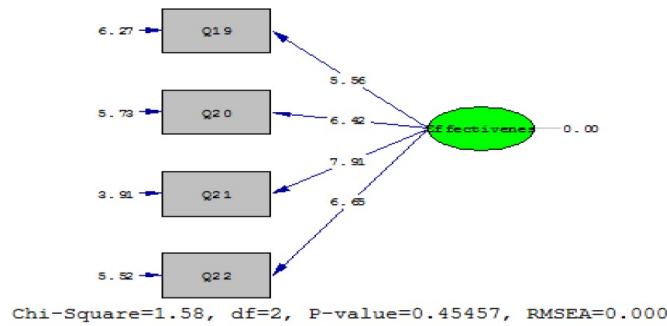 6.27 Q19
5.56
5.73 Q20
6.42
Effectivenes 0.00
7.91
3.91 Q21
6.65
5.52 Q22
Chi-Square=1.58, df=2, P-value=0.45457, RMSEA=0.000